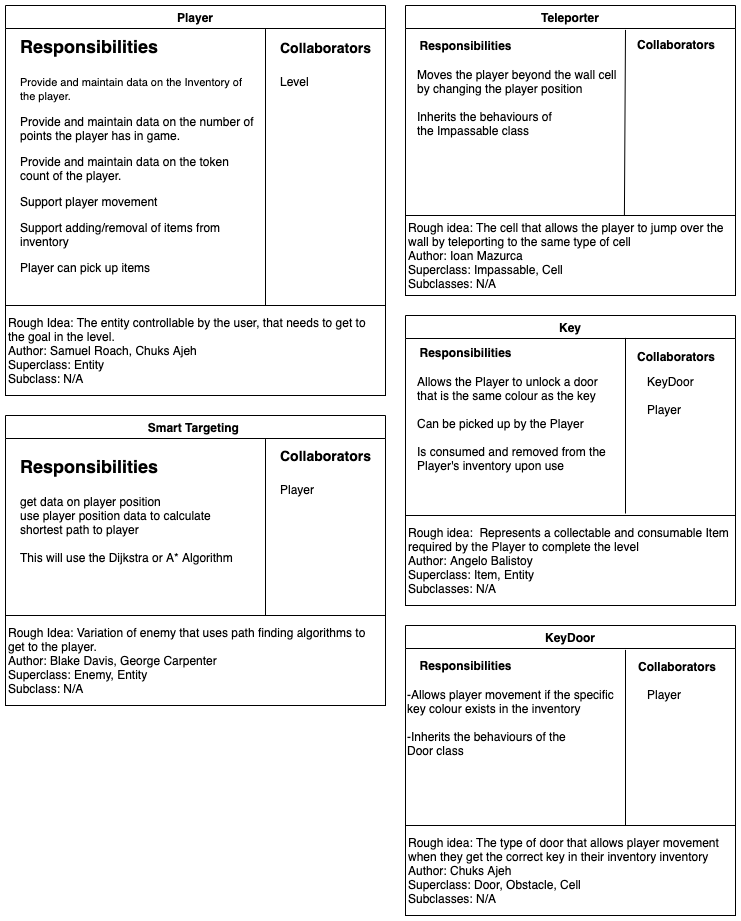 Player
Responsibilities
Collaborators
Provide and maintain data on the Inventory of
the player.
Level
Provide and maintain data on the number of
points the player has in game.
Provide and maintain data on the token
count of the player.
Support player movement
Support adding/removal of items from
inventory
Player can pick up items
Rough Idea: The entity controllable by the user, that needs to get to
the goal in the level.
Author: Samuel Roach, Chuks Ajeh
Superclass: Entity
Subclass: N/A
Smart Targeting
Responsibilities
Collaborators
Player
get data on player position
use player position data to calculate
shortest path to player
This will use the Dijkstra or A* Algorithm
Rough Idea: Variation of enemy that uses path finding algorithms to
get to the player.
Author: Blake Davis, George Carpenter
Superclass: Enemy, Entity
Subclass: N/A
Teleporter
Responsibilities
Collaborators
Moves the player beyond the wall cell
by changing the player position
Inherits the behaviours of
the Impassable class
Rough idea: The cell that allows the player to jump over the
wall by teleporting to the same type of cell
Author: Ioan Mazurca
Superclass: Impassable, Cell
Subclasses: N/A
Key
Responsibilities
Collaborators
Allows the Player to unlock a door
that is the same colour as the key
KeyDoor
Player
Can be picked up by the Player
Is consumed and removed from the
Player's inventory upon use
Rough idea:  Represents a collectable and consumable Item
required by the Player to complete the level
Author: Angelo Balistoy
Superclass: Item, Entity
Subclasses: N/A
KeyDoor
Responsibilities
Collaborators
-Allows player movement if the specific
key colour exists in the inventory
Player
-Inherits the behaviours of the
Door class
Rough idea: The type of door that allows player movement
when they get the correct key in their inventory inventory
Author: Chuks Ajeh
Superclass: Door, Obstacle, Cell
Subclasses: N/A